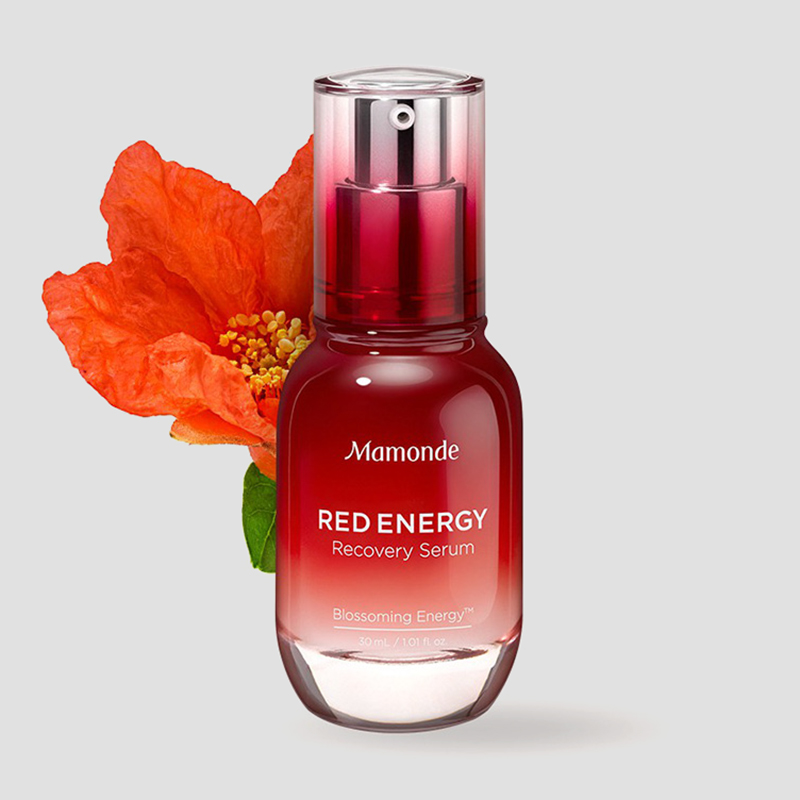 Mamonde
RED ENERGY
Recovery Serum
Blossoming Energy™
30 mL / 1.01 fl. oz.